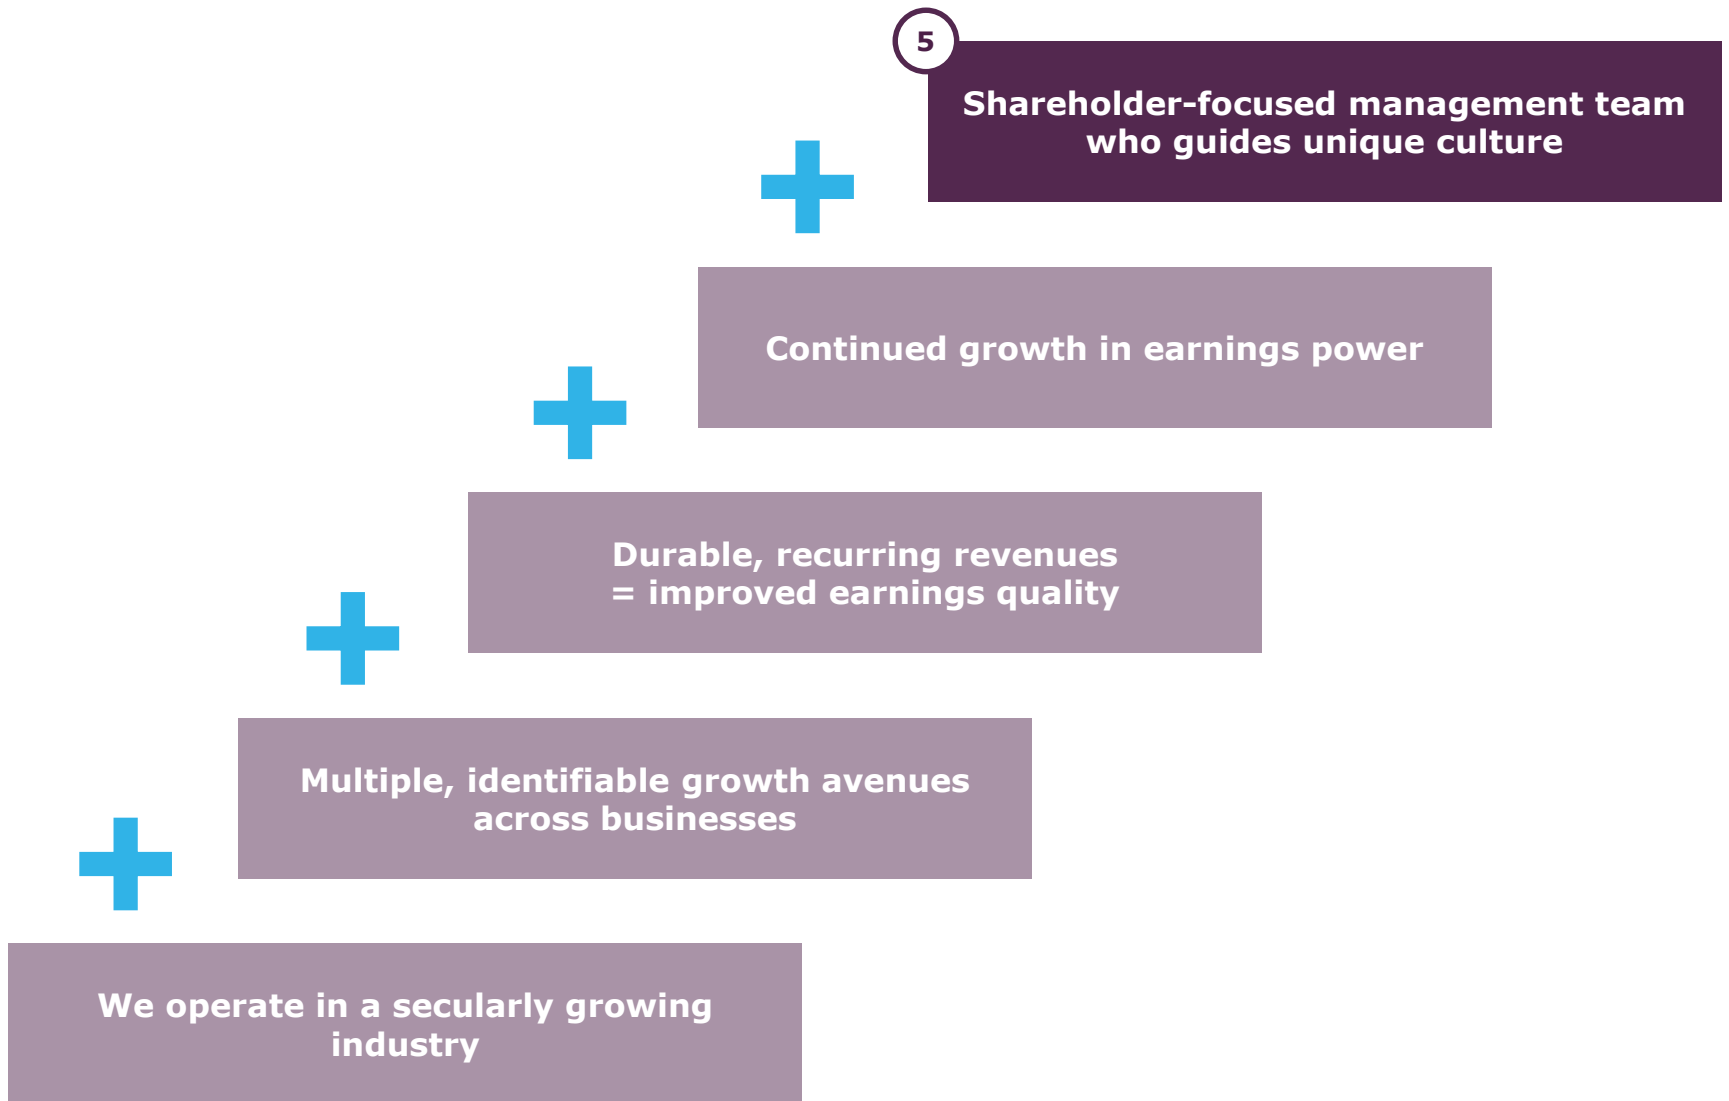 5
Shareholder-focused management team
who guides unique culture
Continued growth in earnings power
Durable, recurring revenues
= improved earnings quality
Multiple, identifiable growth avenues
across businesses
We operate in a secularly growing
industry